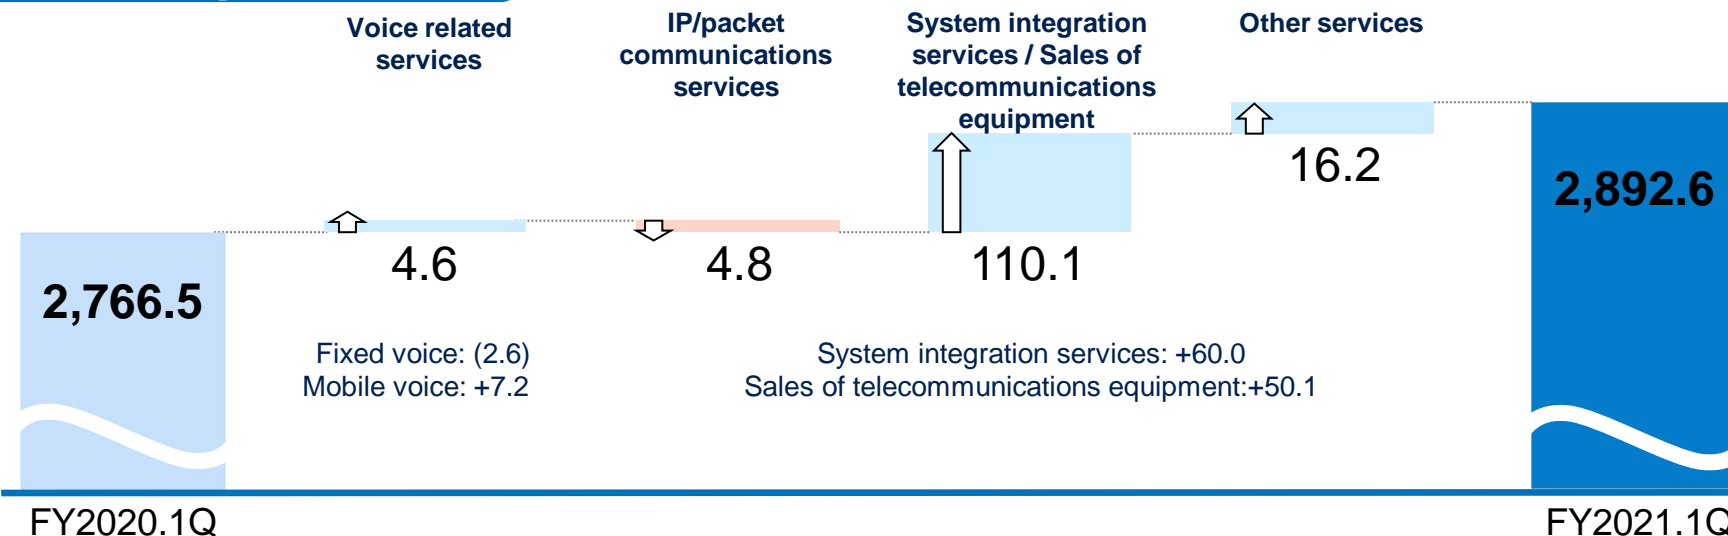 Voice related
services
IP/packet
communications
services
System integration
services / Sales of
telecommunications
equipment
Other services
2,766.5
4.6
4.8
110.1
16.2
2,892.6
Fixed voice: (2.6)
Mobile voice: +7.2
System integration services: +60.0
Sales of telecommunications equipment:+50.1
FY2020.1Q
FY2021.1Q